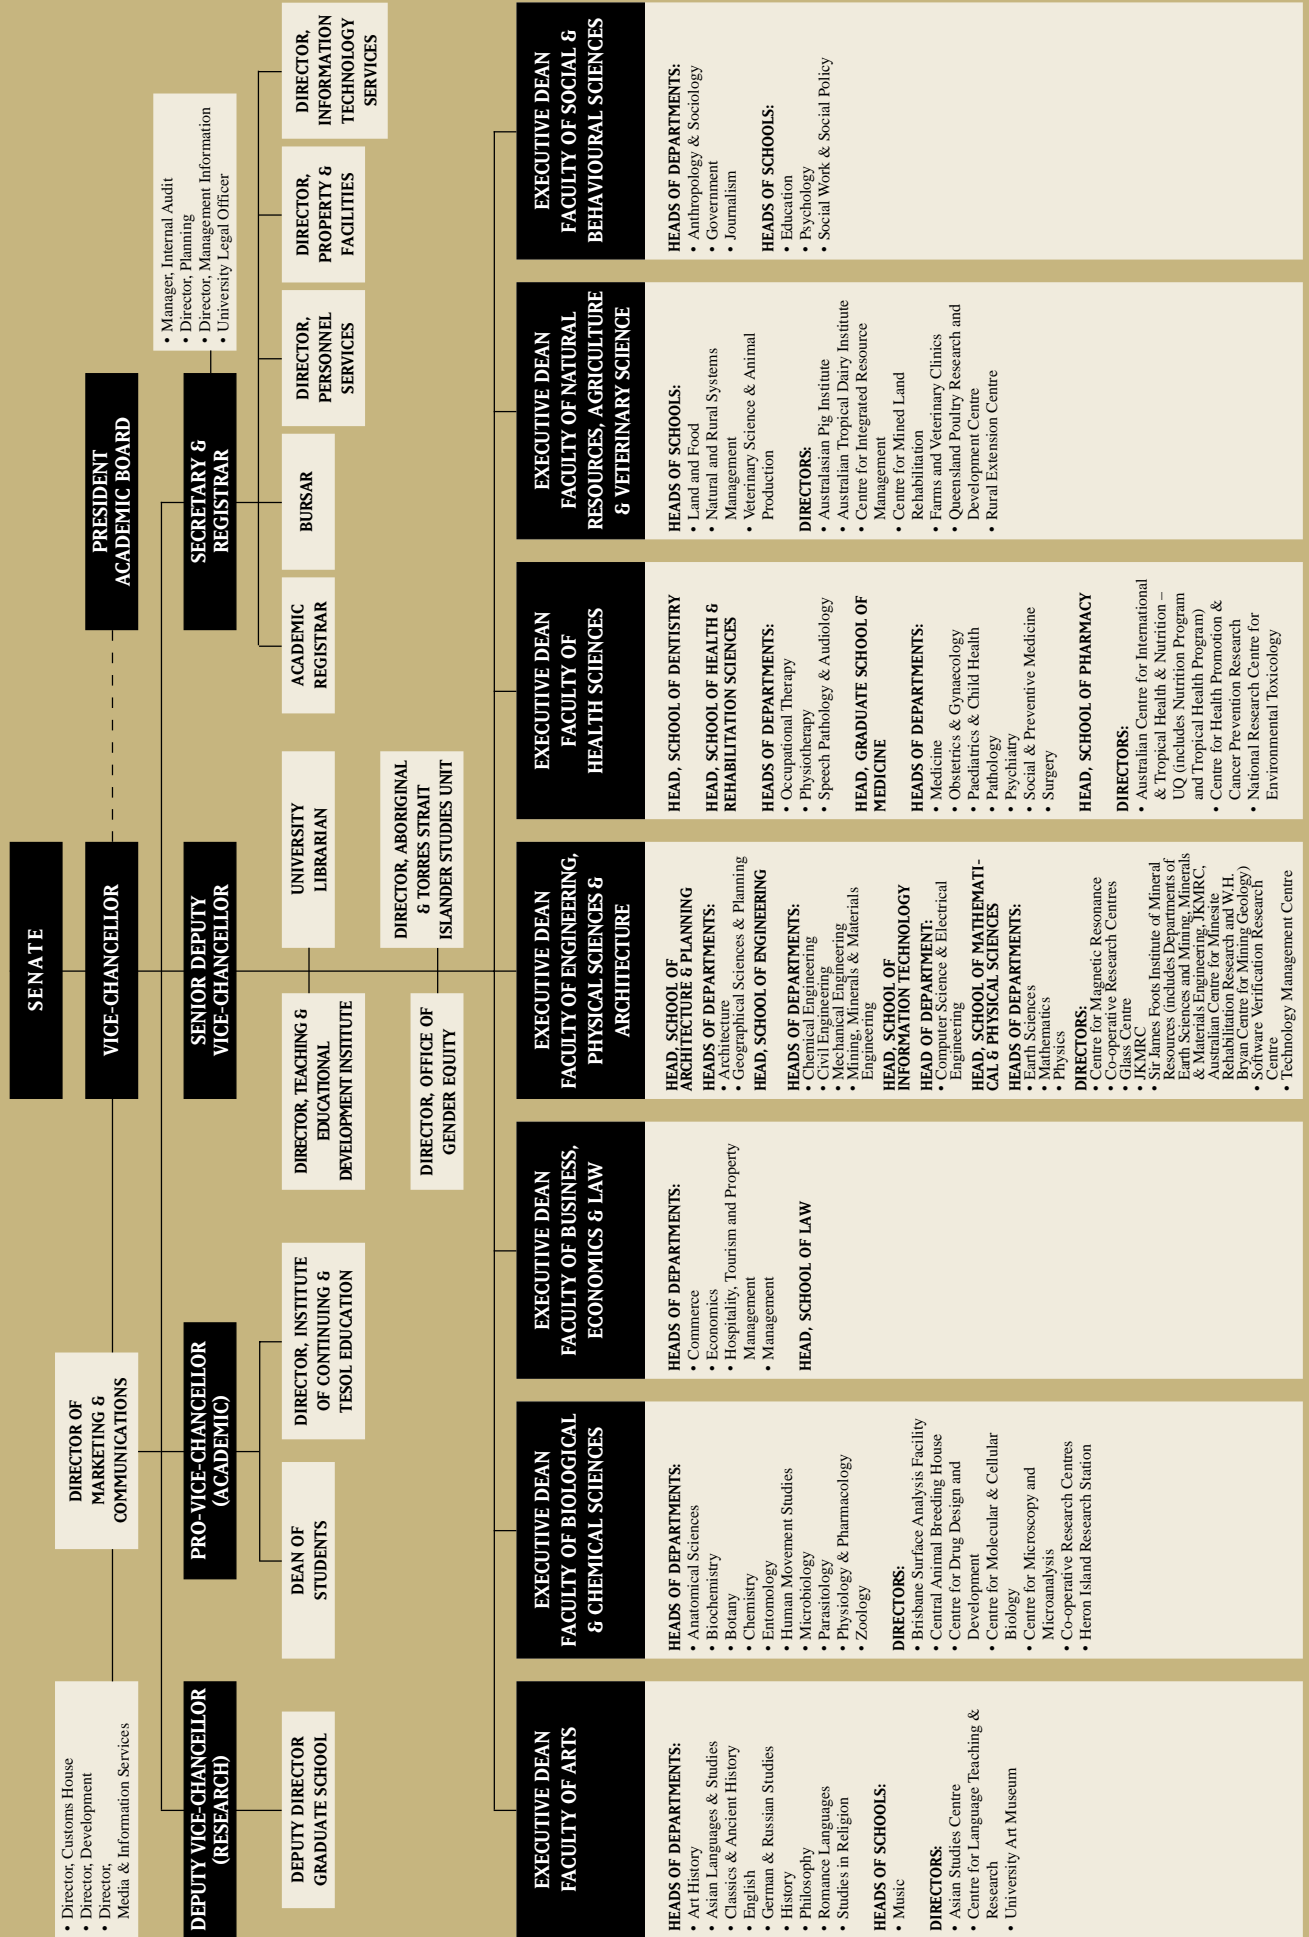 SENATE
VICE-CHANCELLOR
PRESIDENT
ACADEMIC BOARD
DIRECTOR OF
MARKETING &
COMMUNICATIONS
• Director, Customs House
• Director, Development
• Director,
Media & Information Services
DEPUTY VICE-CHANCELLOR
(RESEARCH)
PRO-VICE-CHANCELLOR
(ACADEMIC)
SENIOR DEPUTY
VICE-CHANCELLOR
SECRETARY &
REGISTRAR
• Manager, Internal Audit
• Director, Planning
• Director, Management Information
• University Legal Officer
DEPUTY DIRECTOR
GRADUATE SCHOOL
DEAN OF
STUDENTS
DIRECTOR, INSTITUTE
OF CONTINUING &
TESOL EDUCATION
DIRECTOR, TEACHING &
EDUCATIONAL
DEVELOPMENT INSTITUTE
UNIVERSITY
LIBRARIAN
ACADEMIC
REGISTRAR
BURSAR
DIRECTOR,
PERSONNEL
SERVICES
DIRECTOR,
PROPERTY &
FACILITIES
DIRECTOR,
INFORMATION
TECHNOLOGY
SERVICES
DIRECTOR, OFFICE OF
GENDER EQUITY
DIRECTOR, ABORIGINAL
& TORRES STRAIT
ISLANDER STUDIES UNIT
EXECUTIVE DEAN
FACULTY OF ARTS
HEADS OF DEPARTMENTS:
• Art History
• Asian Languages & Studies
• Classics & Ancient History
• English
• German & Russian Studies
• History
• Philosophy
• Romance Languages
• Studies in Religion
HEADS OF SCHOOLS:
• Music
DIRECTORS:
• Asian Studies Centre
• Centre for Language Teaching &
Research
• University Art Museum
EXECUTIVE DEAN
FACULTY OF BIOLOGICAL
& CHEMICAL SCIENCES
HEADS OF DEPARTMENTS:
• Anatomical Sciences
• Biochemistry
• Botany
• Chemistry
• Entomology
• Human Movement Studies
• Microbiology
• Parasitology
• Physiology & Pharmacology
• Zoology
DIRECTORS:
• Brisbane Surface Analysis Facility
• Central Animal Breeding House
• Centre for Drug Design and
Development
• Centre for Molecular & Cellular
Biology
• Centre for Microscopy and
Microanalysis
• Co-operative Research Centres
• Heron Island Research Station
EXECUTIVE DEAN
FACULTY OF BUSINESS,
ECONOMICS & LAW
HEADS OF DEPARTMENTS:
• Commerce
• Economics
• Hospitality, Tourism and Property
Management
• Management
HEAD, SCHOOL OF LAW
EXECUTIVE DEAN
FACULTY OF ENGINEERING,
PHYSICAL SCIENCES &
ARCHITECTURE
HEAD, SCHOOL OF
ARCHITECTURE & PLANNING
HEADS OF DEPARTMENTS:
• Architecture
• Geographical Sciences & Planning
HEAD, SCHOOL OF ENGINEERING
HEADS OF DEPARTMENTS:
• Chemical Engineering
• Civil Engineering
• Mechanical Engineering
• Mining, Minerals & Materials
Engineering
HEAD, SCHOOL OF
INFORMATION TECHNOLOGY
HEAD OF DEPARTMENT:
• Computer Science & Electrical
Engineering
HEAD, SCHOOL OF MATHEMATI-
CAL & PHYSICAL SCIENCES
HEADS OF DEPARTMENTS:
• Earth Sciences
• Mathematics
• Physics
DIRECTORS:
• Centre for Magnetic Resonance
• Co-operative Research Centres
• Glass Centre
• JKMRC
• Sir James Foots Institute of Mineral
Resources (includes Departments of
Earth Sciences and Mining, Minerals
& Materials Engineering, JKMRC,
Australian Centre for Minesite
Rehabilitation Research and W.H.
Bryan Centre for Mining Geology)
• Software Verification Research
Centre
• Technology Management Centre
EXECUTIVE DEAN
FACULTY OF
HEALTH SCIENCES
HEAD, SCHOOL OF DENTISTRY
HEAD, SCHOOL OF HEALTH &
REHABILITATION SCIENCES
HEADS OF DEPARTMENTS:
• Occupational Therapy
• Physiotherapy
• Speech Pathology & Audiology
HEAD, GRADUATE SCHOOL OF
MEDICINE
HEADS OF DEPARTMENTS:
• Medicine
• Obstetrics & Gynaecology
• Paediatrics & Child Health
• Pathology
• Psychiatry
• Social & Preventive Medicine
• Surgery
HEAD, SCHOOL OF PHARMACY
DIRECTORS:
• Australian Centre for International
& Tropical Health & Nutrition –
UQ (includes Nutrition Program
and Tropical Health Program)
• Centre for Health Promotion &
Cancer Prevention Research
• National Research Centre for
Environmental Toxicology
EXECUTIVE DEAN
FACULTY OF NATURAL
RESOURCES, AGRICULTURE
& VETERINARY SCIENCE
HEADS OF SCHOOLS:
• Land and Food
• Natural and Rural Systems
Management
• Veterinary Science & Animal
Production
DIRECTORS:
• Australasian Pig Institute
• Australian Tropical Dairy Institute
• Centre for Integrated Resource
Management
• Centre for Mined Land
Rehabilitation
• Farms and Veterinary Clinics
• Queensland Poultry Research and
Development Centre
• Rural Extension Centre
EXECUTIVE DEAN
FACULTY OF SOCIAL &
BEHAVIOURAL SCIENCES
HEADS OF DEPARTMENTS:
• Anthropology & Sociology
• Government
• Journalism
HEADS OF SCHOOLS:
• Education
• Psychology
• Social Work & Social Policy